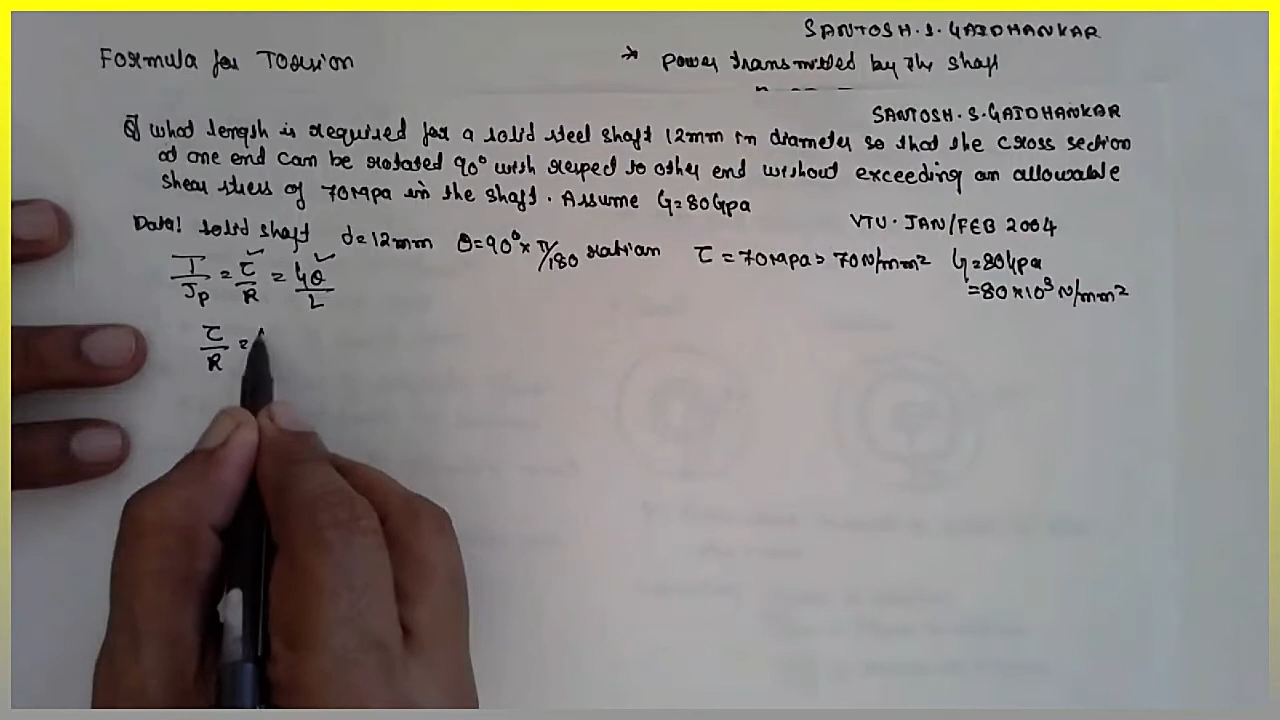 SANTOSH.S.GAIDHANKAR
Formula for Torsion
* Power transmitted by the shaft
SANTOSH.S.GAIDHANKAR
Q what length is required for a solid steel shaft 12mm in diameter so that the cross section
at one end can be rotated 90° with respect to other end without exceeding an allowable
shear stress of 70Mpa in the shaft. Assume G=80Gpa
VTU-JAN/FEB 2004
Data! solid shaft d=12mm θ=90°×π/180 radian τ=70Mpa=70N/mm² G=80Gpa
=80×10³ N/mm²
T/Jp = τ/R = Gθ/L
τ/R =